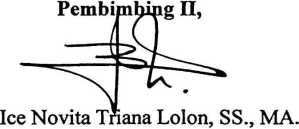 Pembimbing II,
Ice Novita Triana Lolon, SS., MA.